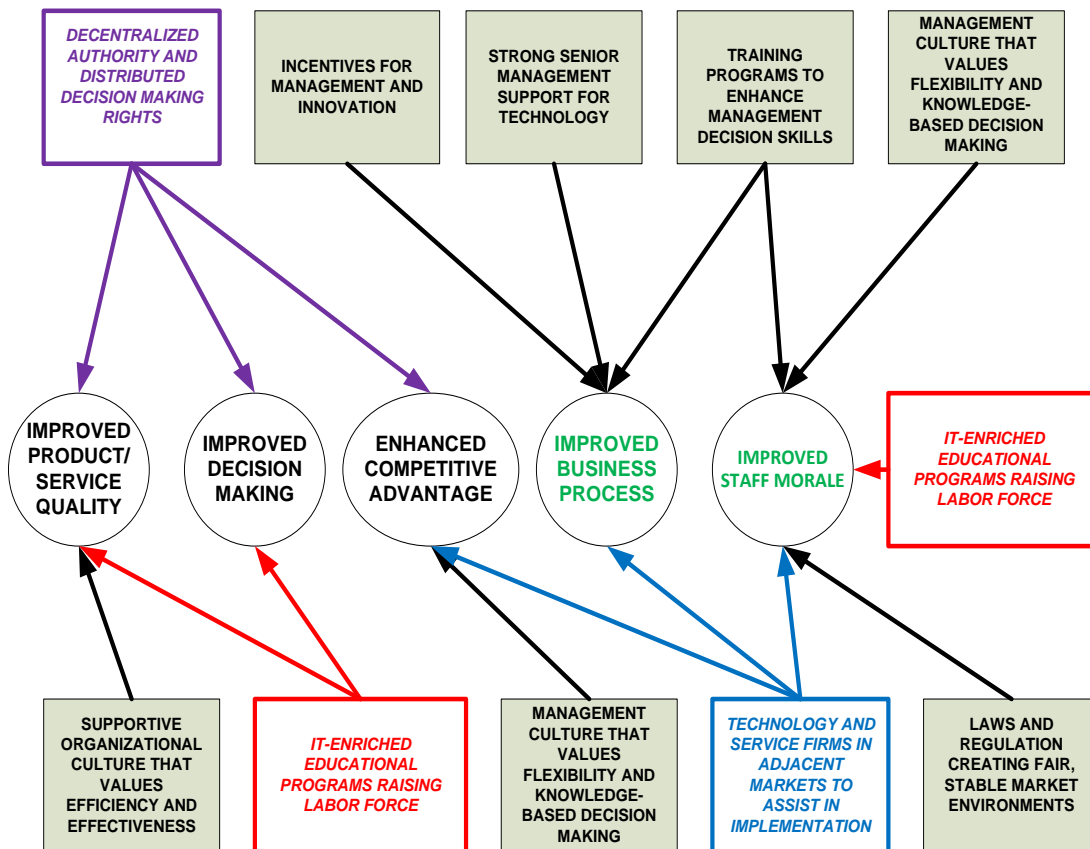 DECENTRALIZED
AUTHORITY AND
DISTRIBUTED
DECISION MAKING
RIGHTS
INCENTIVES FOR
MANAGEMENT AND
INNOVATION
STRONG SENIOR
MANAGEMENT
SUPPORT FOR
TECHNOLOGY
TRAINING
PROGRAMS TO
ENHANCE
MANAGEMENT
DECISION SKILLS
MANAGEMENT
CULTURE THAT
VALUES
FLEXIBILITY AND
KNOWLEDGE-
BASED DECISION
MAKING
IMPROVED
PRODUCT/
SERVICE
QUALITY
IMPROVED
DECISION
MAKING
ENHANCED
COMPETITIVE
ADVANTAGE
IMPROVED
BUSINESS
PROCESS
IMPROVED
STAFF MORALE
IT-ENRICHED
EDUCATIONAL
PROGRAMS RAISING
LABOR FORCE
SUPPORTIVE
ORGANIZATIONAL
CULTURE THAT
VALUES
EFFICIENCY AND
EFFECTIVENESS
IT-ENRICHED
EDUCATIONAL
PROGRAMS RAISING
LABOR FORCE
MANAGEMENT
CULTURE THAT
VALUES
FLEXIBILITY AND
KNOWLEDGE-
BASED DECISION
MAKING
TECHNOLOGY AND
SERVICE FIRMS IN
ADJACENT
MARKETS TO
ASSIST IN
IMPLEMENTATION
LAWS AND
REGULATION
CREATING FAIR,
STABLE MARKET
ENVIRONMENTS